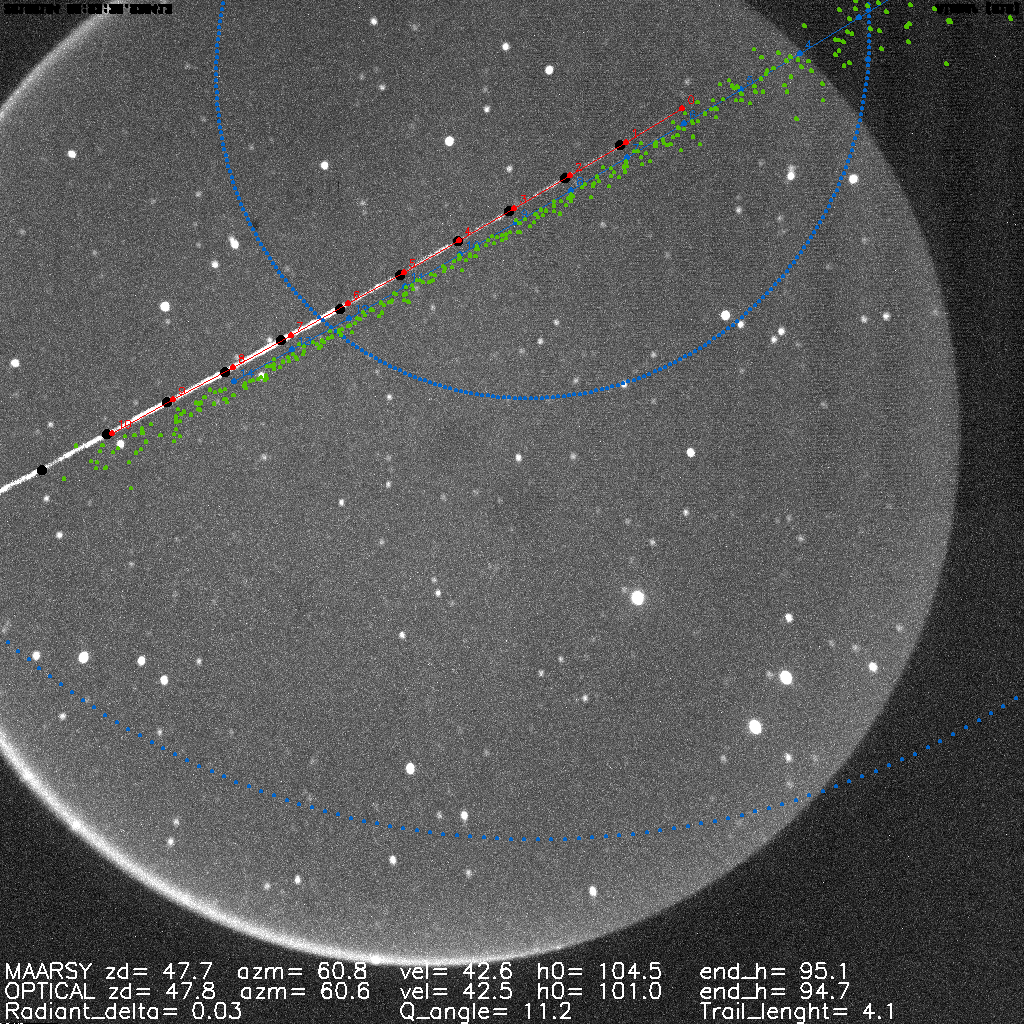 MAARSY zd= 47.7 azm= 60.8 vel= 42.6 h0= 104.5 end_h= 95.1
OPTICAL zd= 47.8 azm= 60.6 vel= 42.5 h0= 101.0 end_h= 94.7
Radiant_delta= 0.03 Q_angle= 11.2 Trail_lenght= 4.1